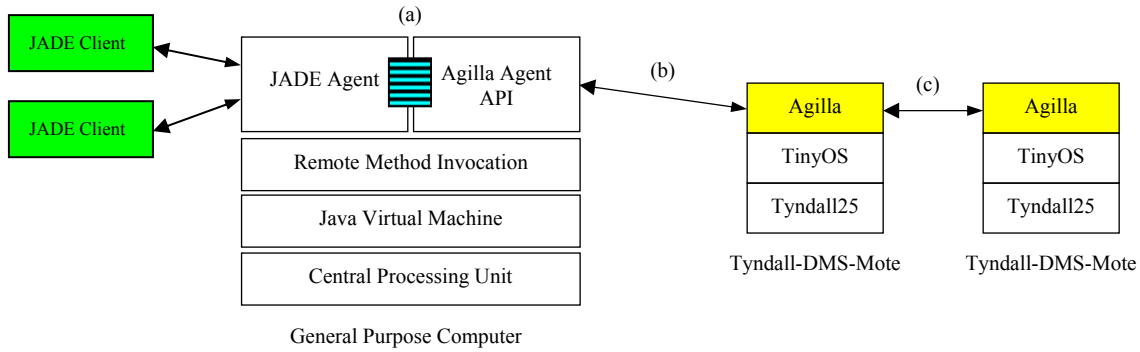 (a)
JADE Client
JADE Client
JADE Agent
Agilla Agent
API
Remote Method Invocation
Java Virtual Machine
Central Processing Unit
General Purpose Computer
(b)
Agilla
TinyOS
Tyndall25
Tyndall-DMS-Mote
(c)
Agilla
TinyOS
Tyndall25
Tyndall-DMS-Mote